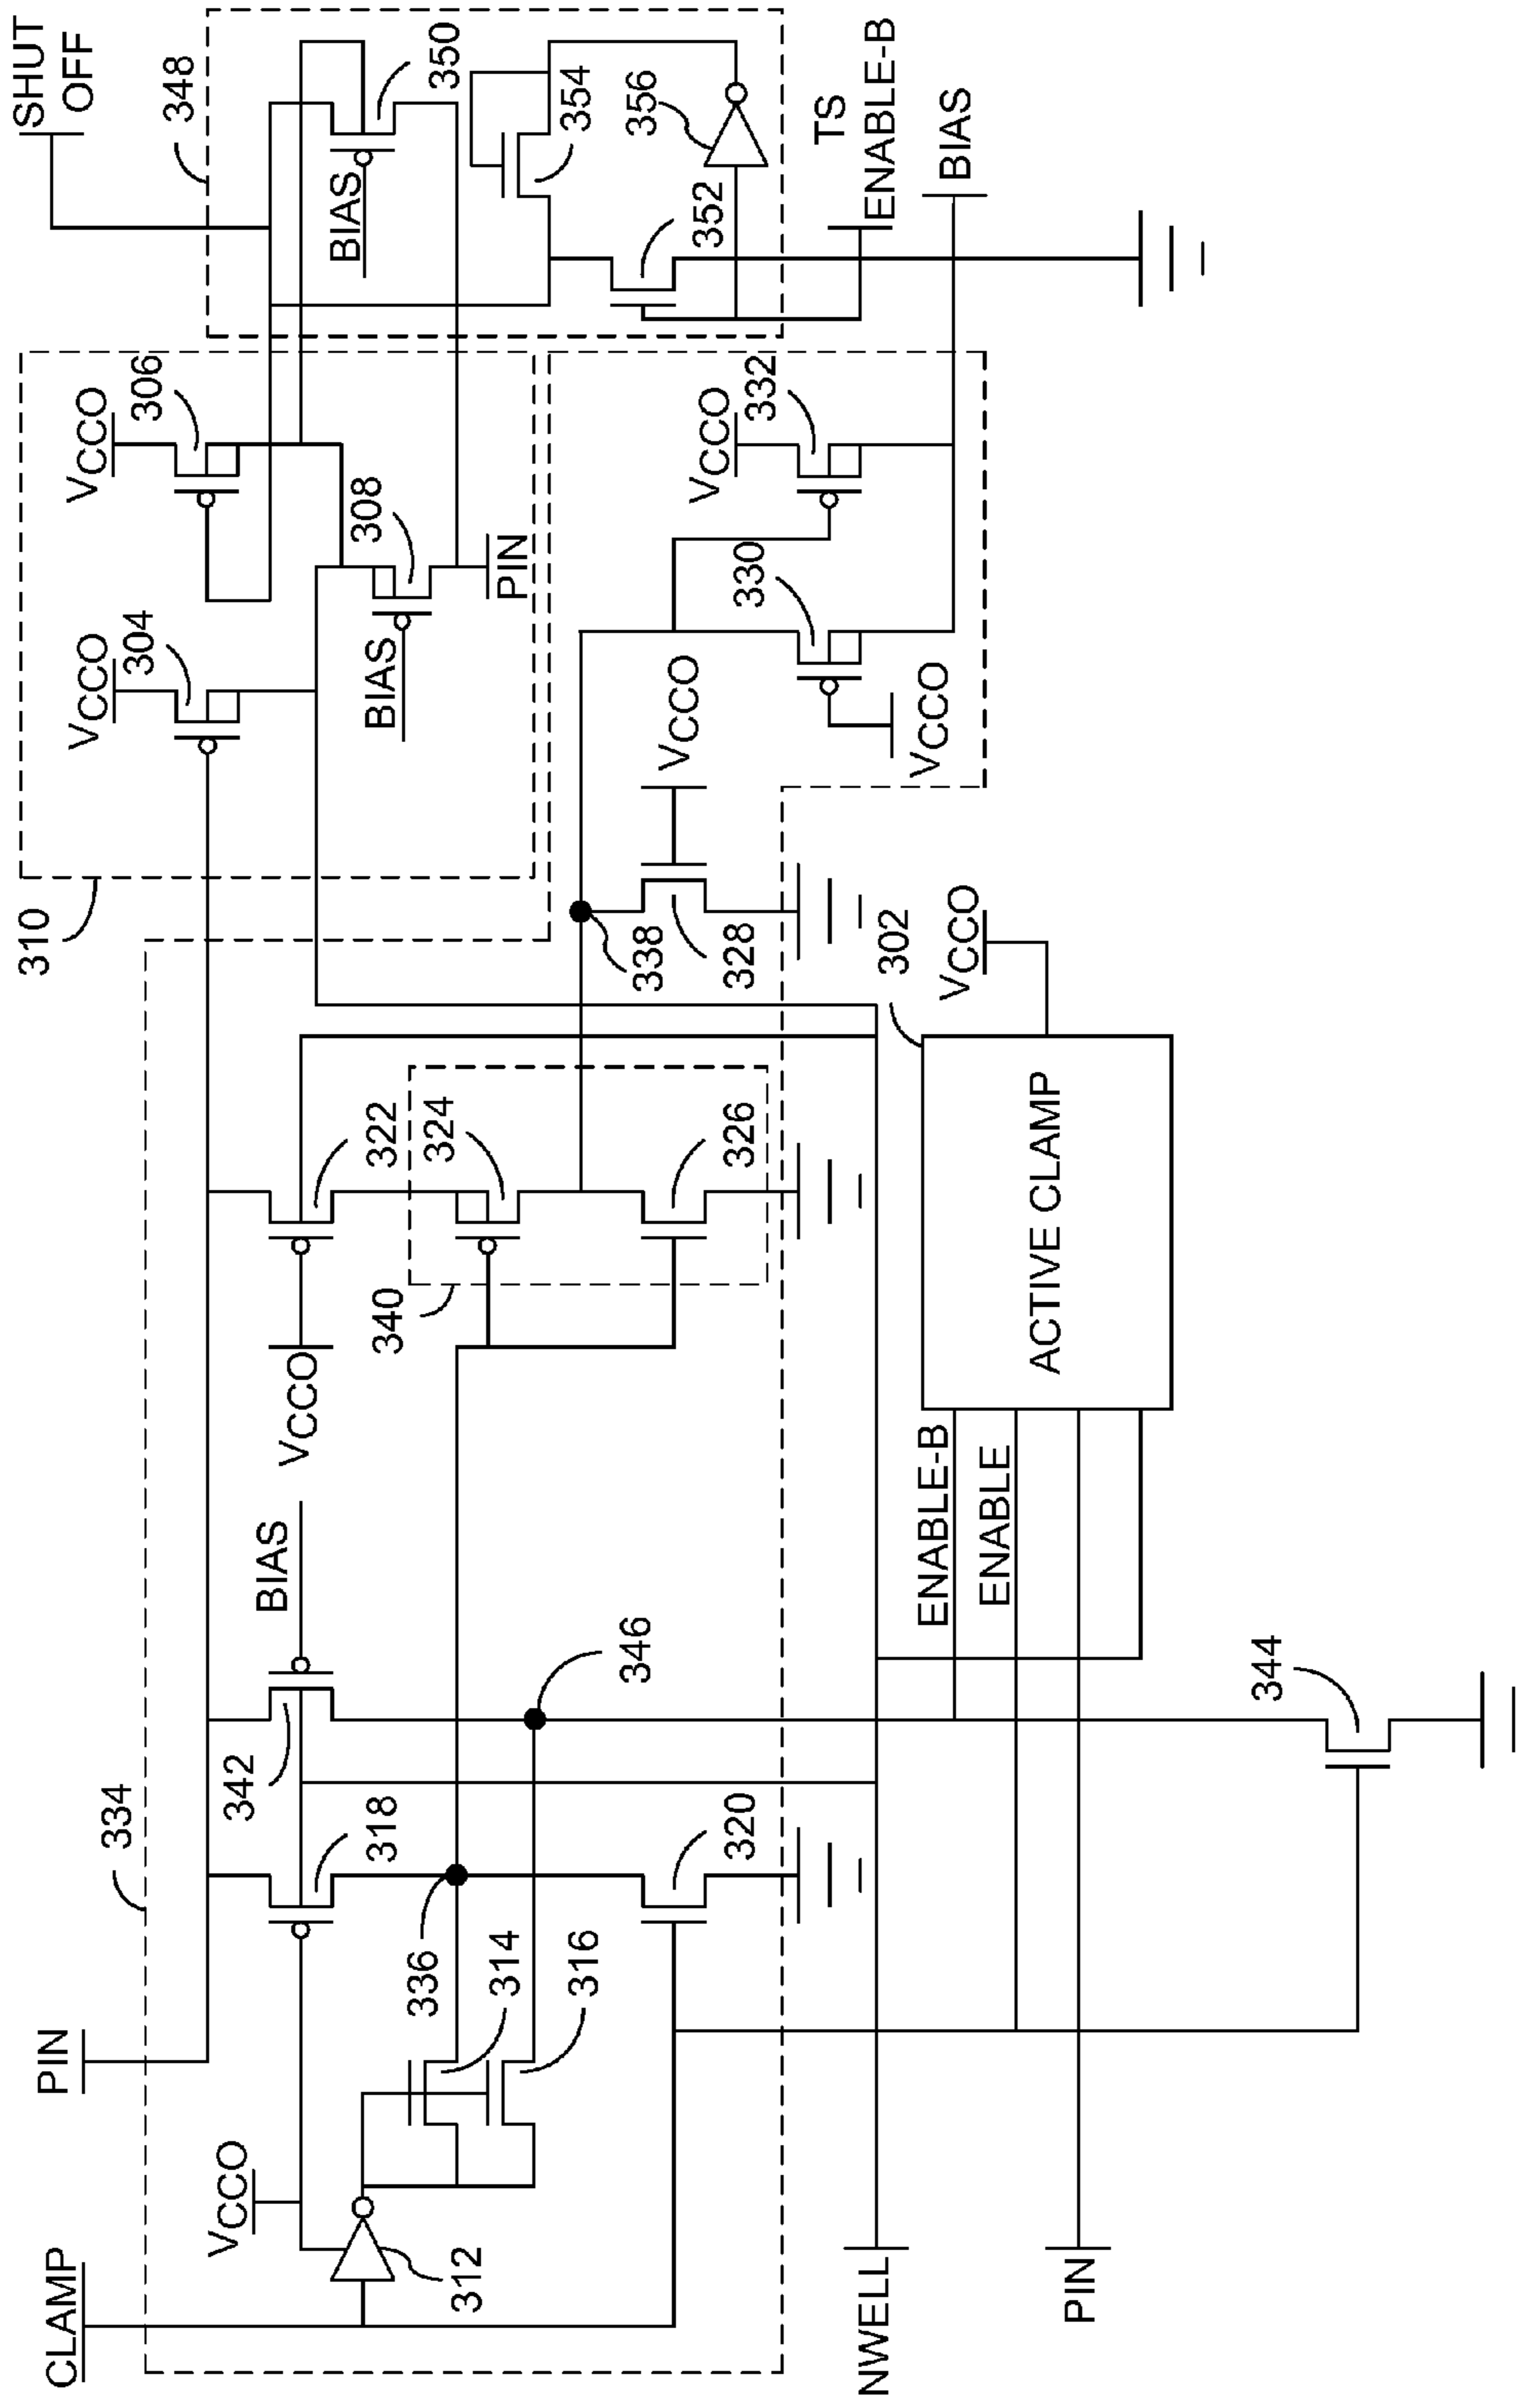 CLAMP
PIN
VCCO
312
334
318
342
BIAS
336
314
316
320
346
VCCO
322
324
340
326
310
VCCO
304
VCCO
306
308
BIAS
PIN
SHUT
OFF
348
350
BIAS
354
356
352
TS
ENABLE-B
BIAS
338
328
VCCO
330
VCCO
VCCO
332
302
VCCO
ACTIVE CLAMP
ENABLE-B
ENABLE
344
NWELL
PIN